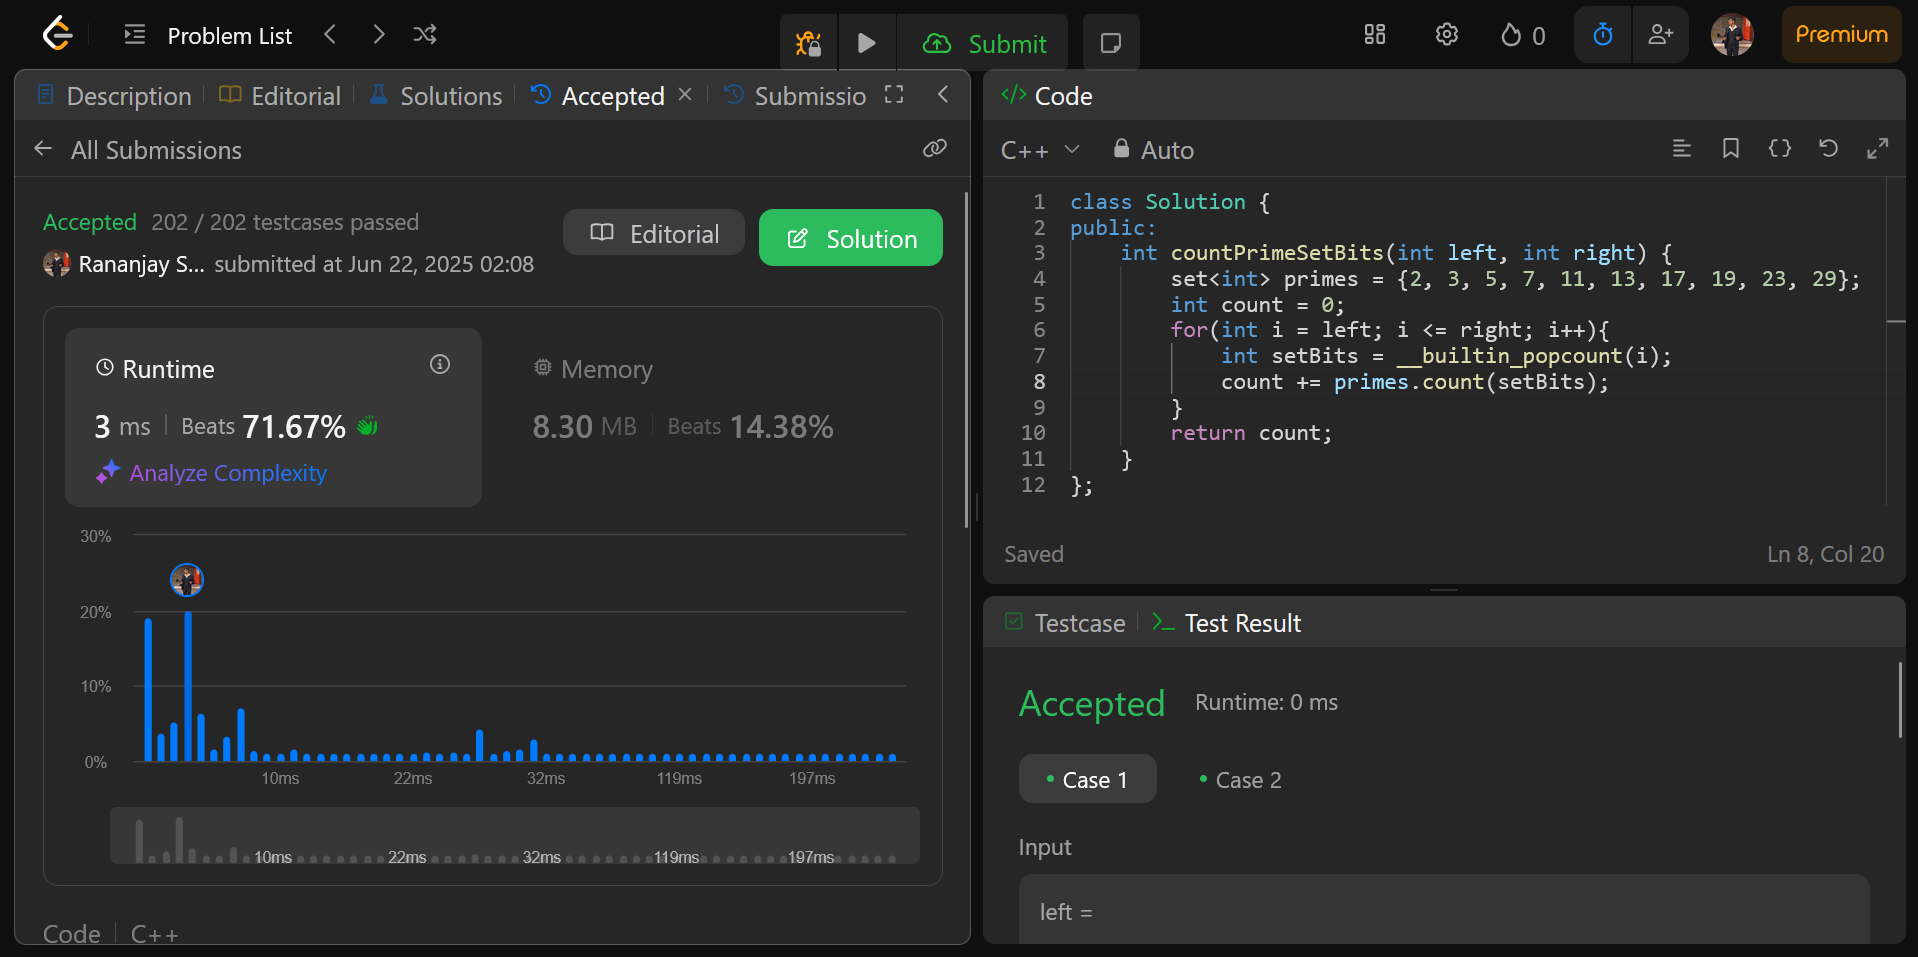 Problem List
Submit
0
Premium
Description
Editorial
Solutions
Accepted
Submissio
All Submissions
Accepted 202 / 202 testcases passed
Rananjay S... submitted at Jun 22, 2025 02:08
Editorial
Solution
Runtime
3 ms | Beats 71.67%
Analyze Complexity
Memory
8.30 MB | Beats 14.38%
30%
20%
10%
0%
10ms 22ms 32ms 119ms 197ms
10ms 22ms 32ms 119ms 197ms
Code | C++
</> Code
C++ Auto
1 class Solution {
2 public:
3     int countPrimeSetBits(int left, int right) {
4         set<int> primes = {2, 3, 5, 7, 11, 13, 17, 19, 23, 29};
5         int count = 0;
6         for(int i = left; i <= right; i++){
7             int setBits = __builtin_popcount(i);
8             count += primes.count(setBits);
9         }
10         return count;
11     }
12 };
Saved
Ln 8, Col 20
Testcase
Test Result
Accepted Runtime: 0 ms
Case 1
Case 2
Input
left =